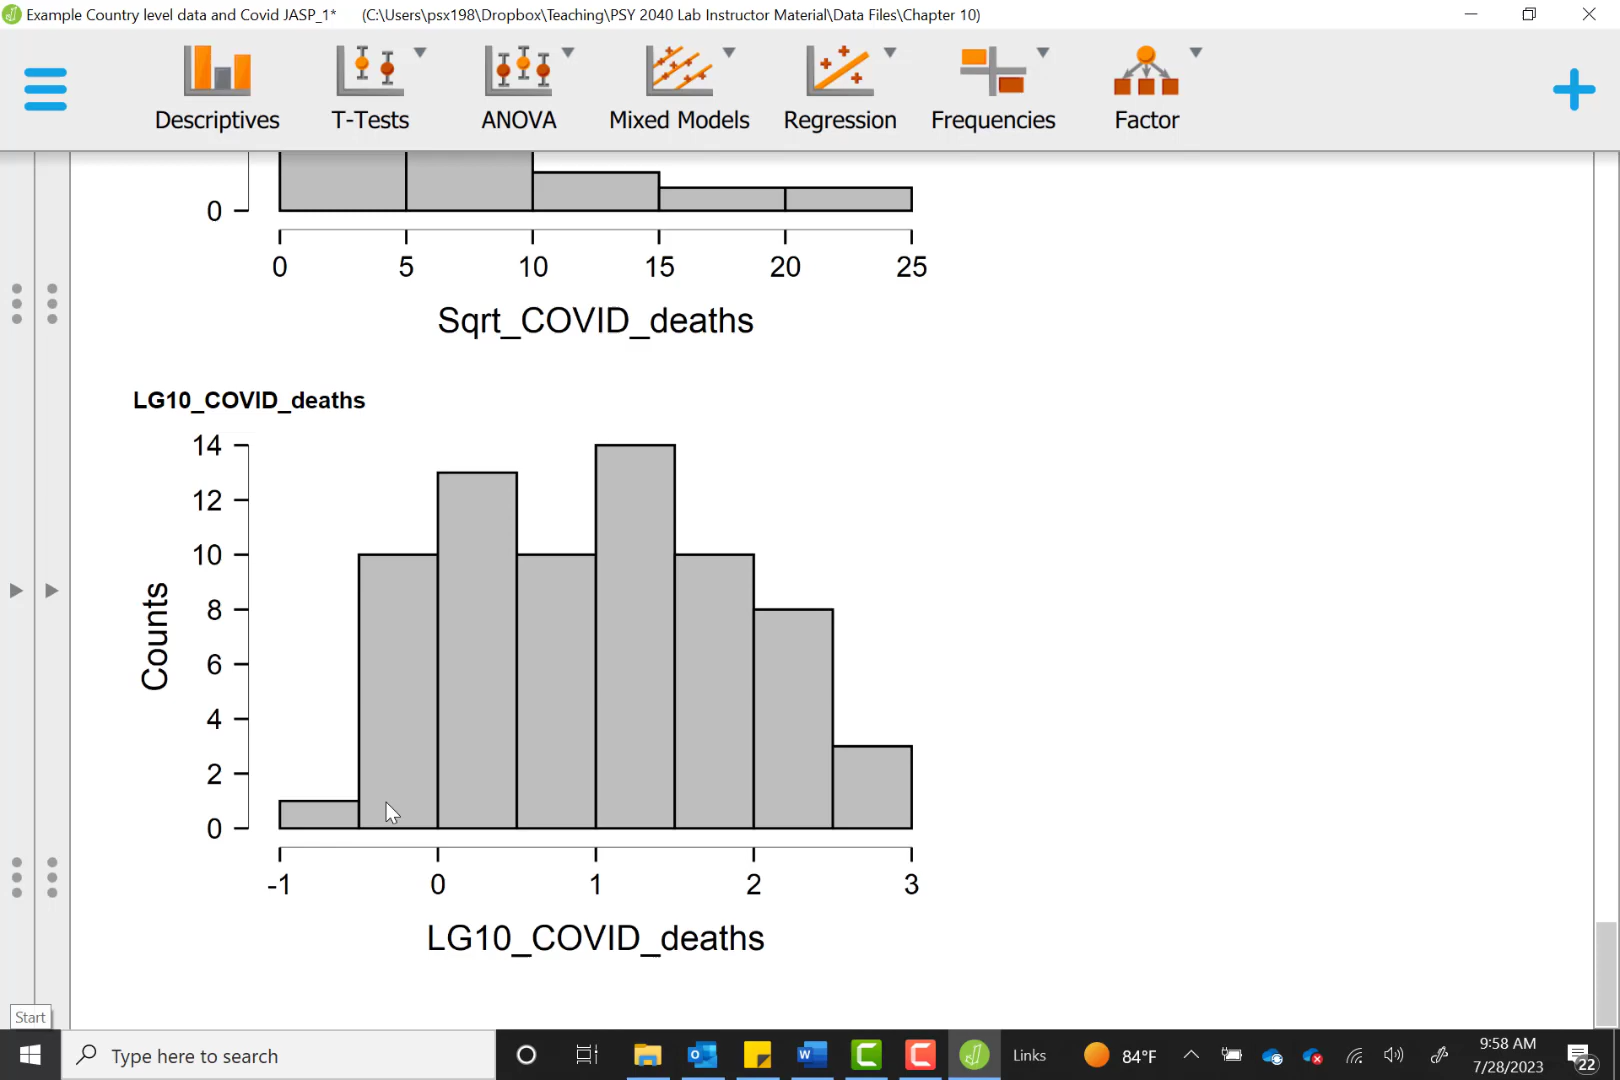 Example Country level data and Covid JASP_1* (C:\Users\psx198\Dropbox\Teaching\PSY 2040 Lab Instructor Material\Data Files\Chapter 10)
Descriptives T-Tests ANOVA Mixed Models Regression Frequencies Factor
0
0 5 10 15 20 25
Sqrt_COVID_deaths
LG10_COVID_deaths
14
12
10
8
6
4
2
0
Counts
-1 0 1 2 3
LG10_COVID_deaths
Start
Type here to search
Links
84°F
9:58 AM
7/28/2023
22